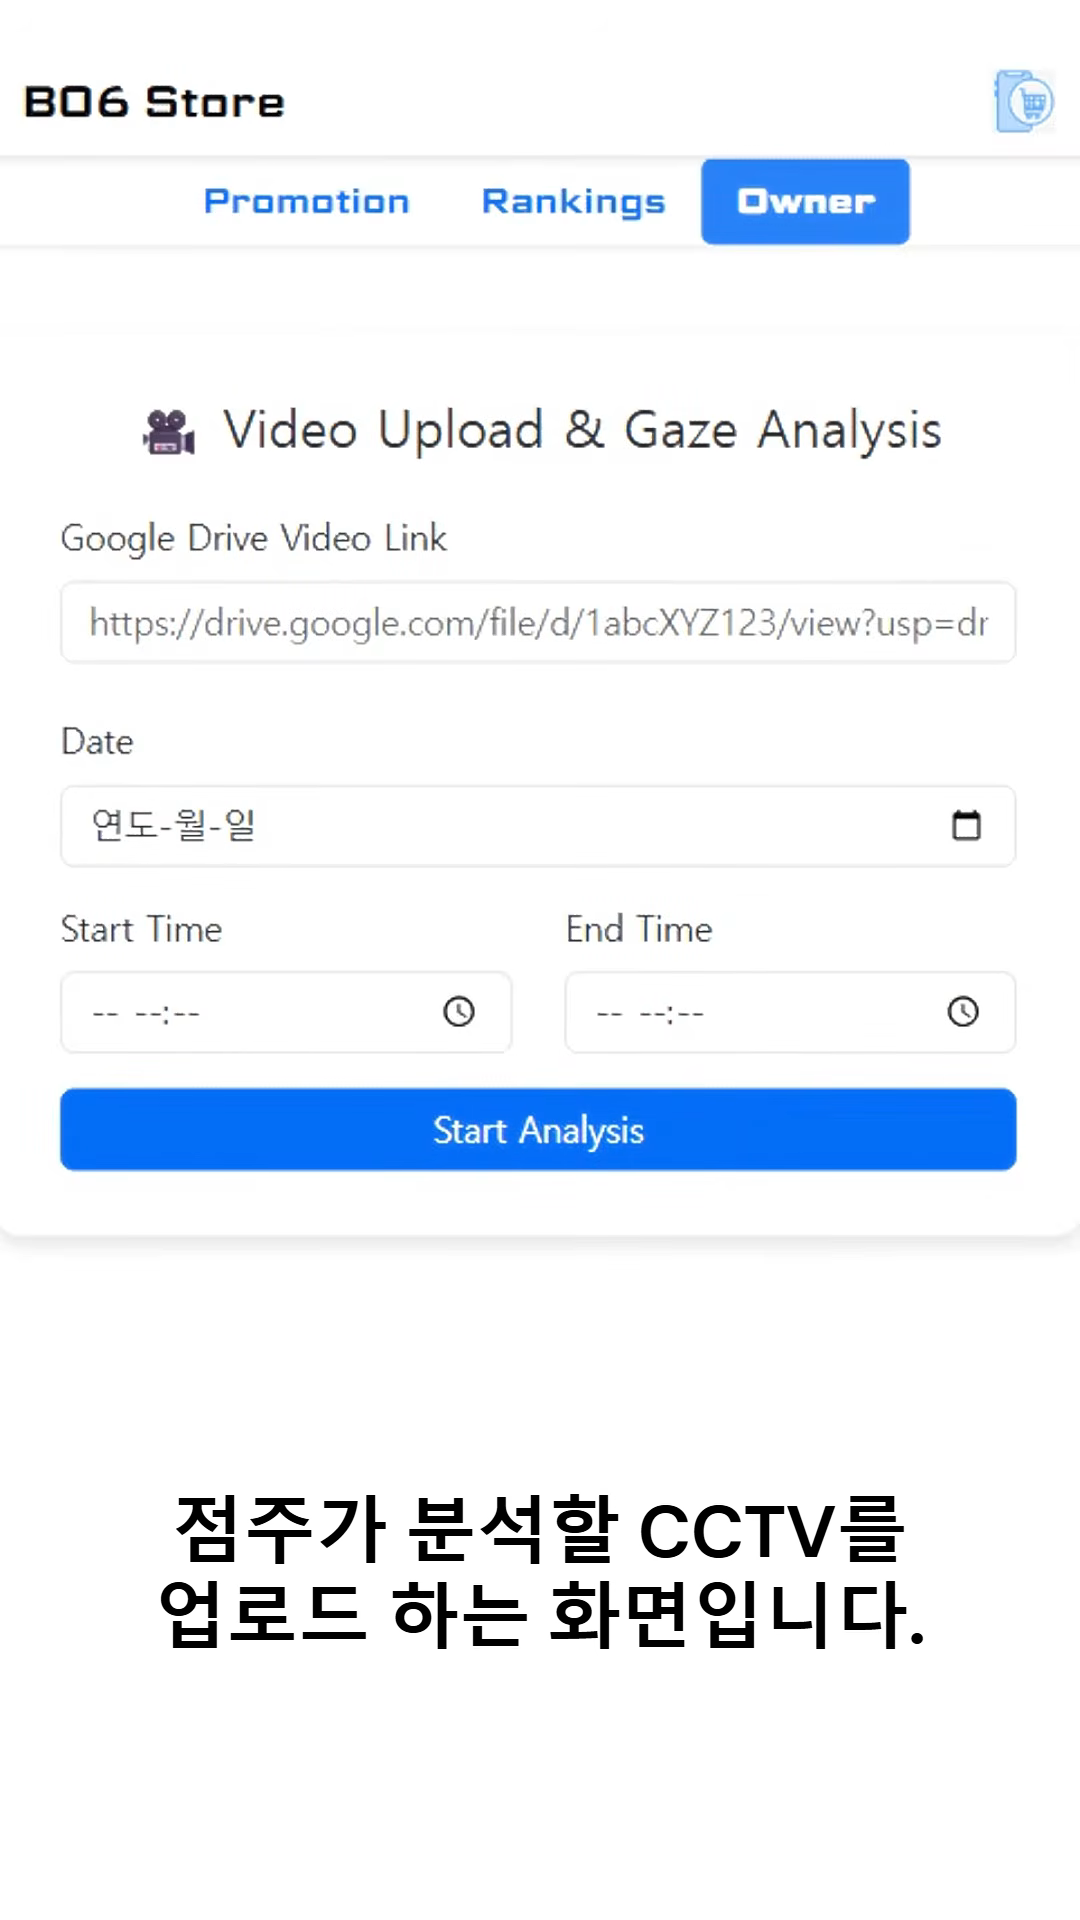 B06 Store
Promotion Rankings Owner
Video Upload & Gaze Analysis
Google Drive Video Link
https://drive.google.com/file/d/1abcXYZ123/view?usp=dr
Date
연도-월-일
Start Time End Time
-- --:-- -- --:--
Start Analysis
점주가 분석할 CCTV를
업로드 하는 화면입니다.